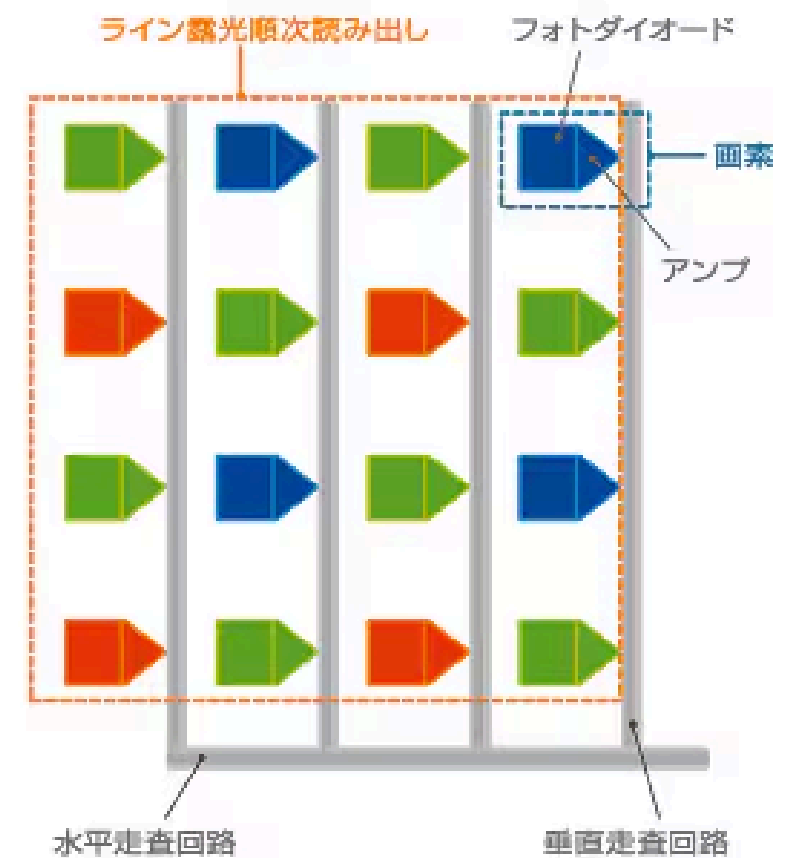 ライン露光順次読み出し
フォトダイオード
画素
アンプ
水平走査回路
垂直走査回路